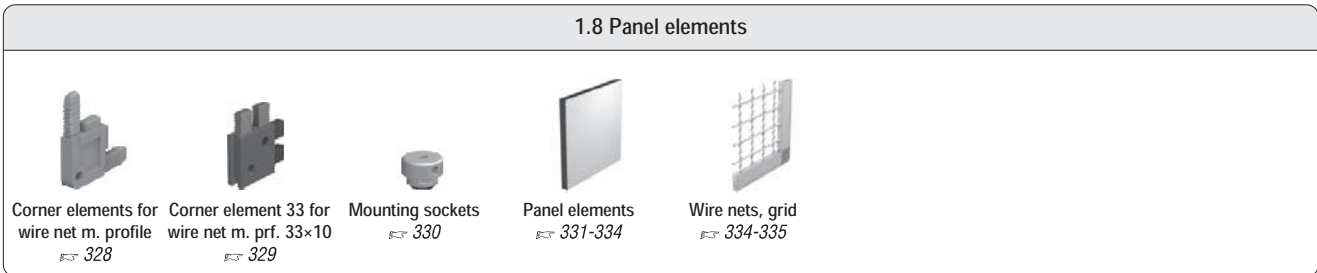 1.8 Panel elements
Corner elements for
wire net m. profile
☞ 328
Corner element 33 for
wire net m. prf. 33×10
☞ 329
Mounting sockets
☞ 330
Panel elements
☞ 331-334
Wire nets, grid
☞ 334-335